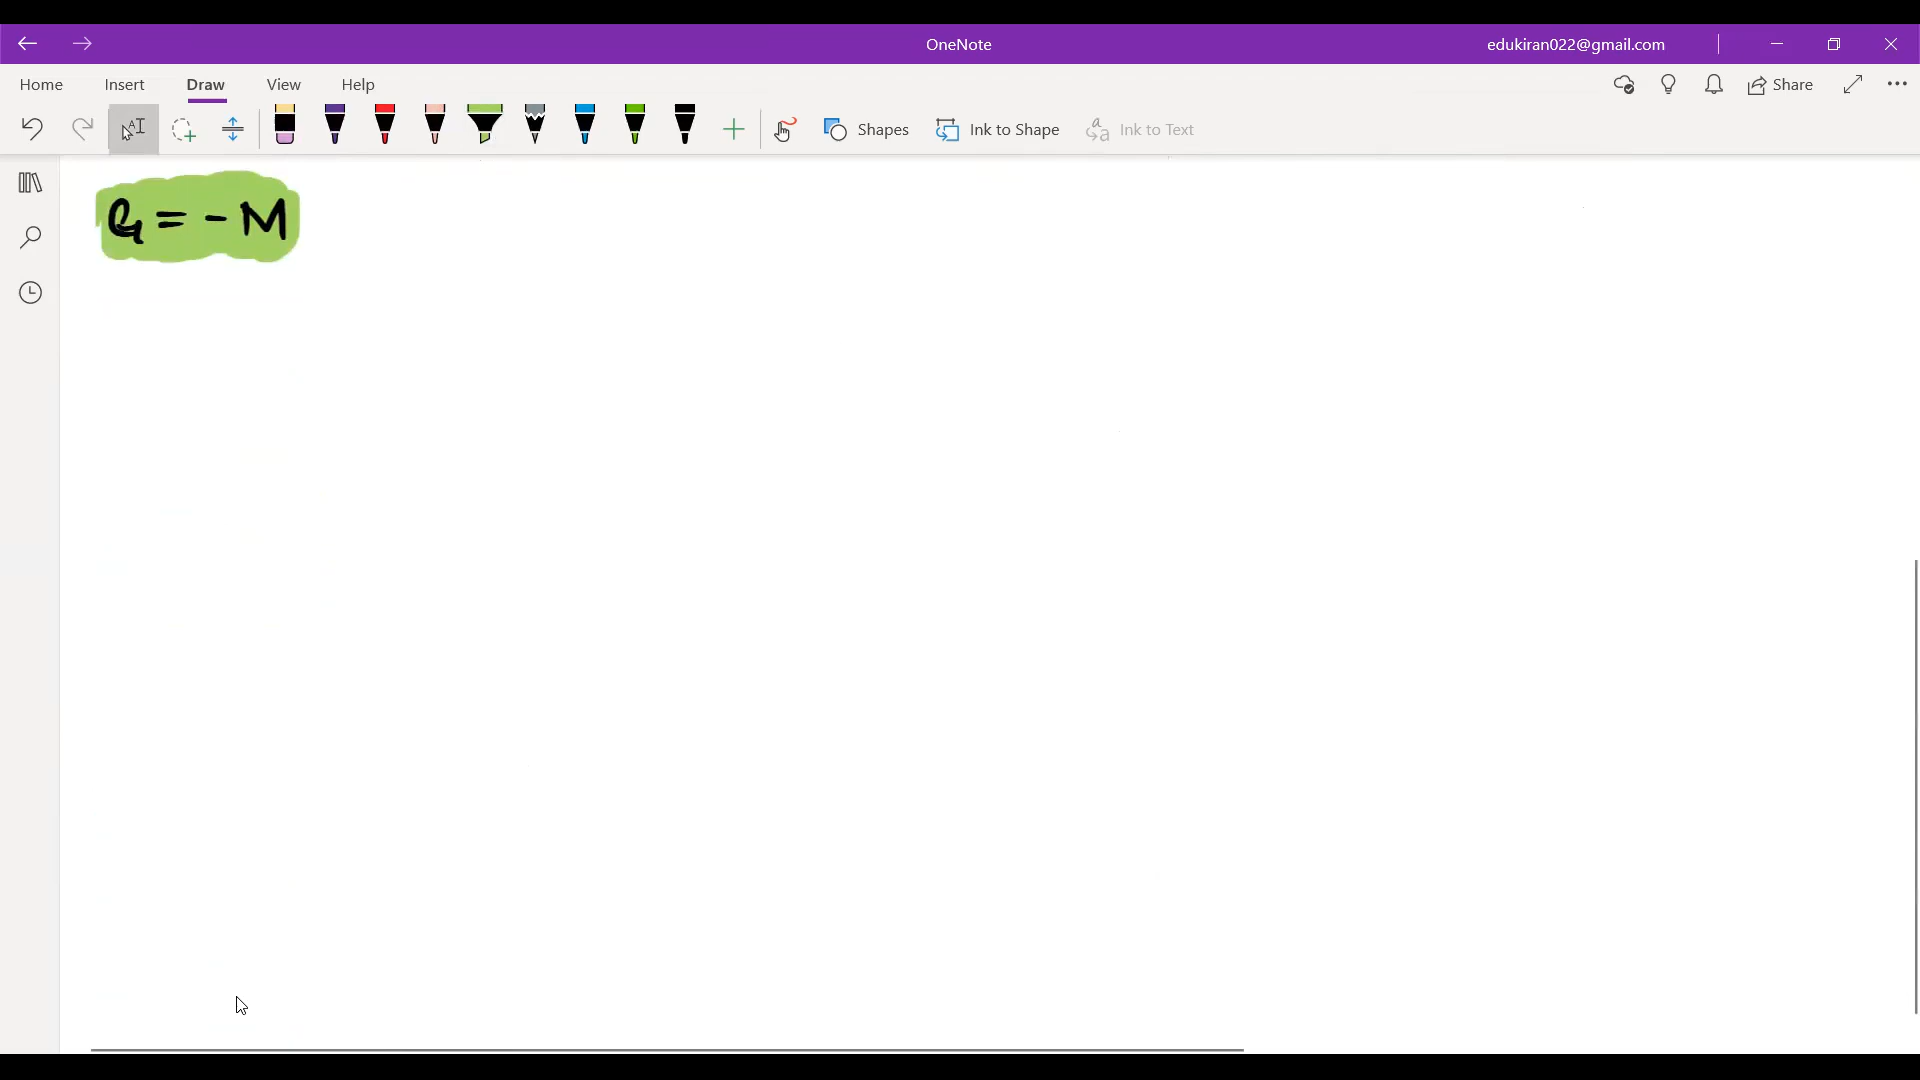 OneNote
edukiran022@gmail.com
Home Insert Draw View Help
Share
Shapes Ink to Shape Ink to Text
G = - M